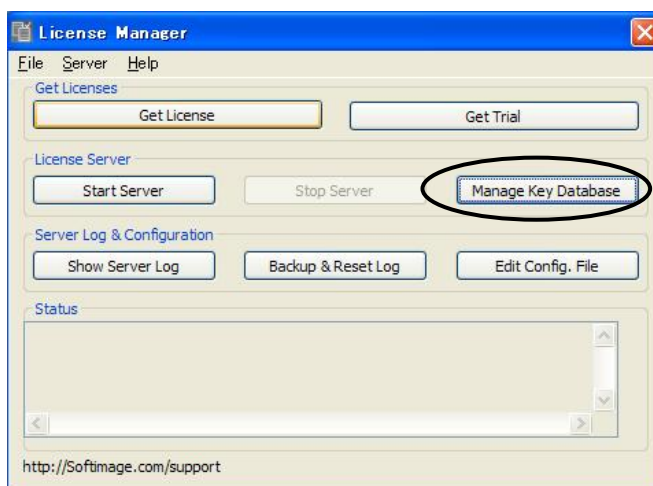 License Manager
File Server Help
Get Licenses
Get License Get Trial
License Server
Start Server Stop Server Manage Key Database
Server Log & Configuration
Show Server Log Backup & Reset Log Edit Config. File
Status
http://Softimage.com/support